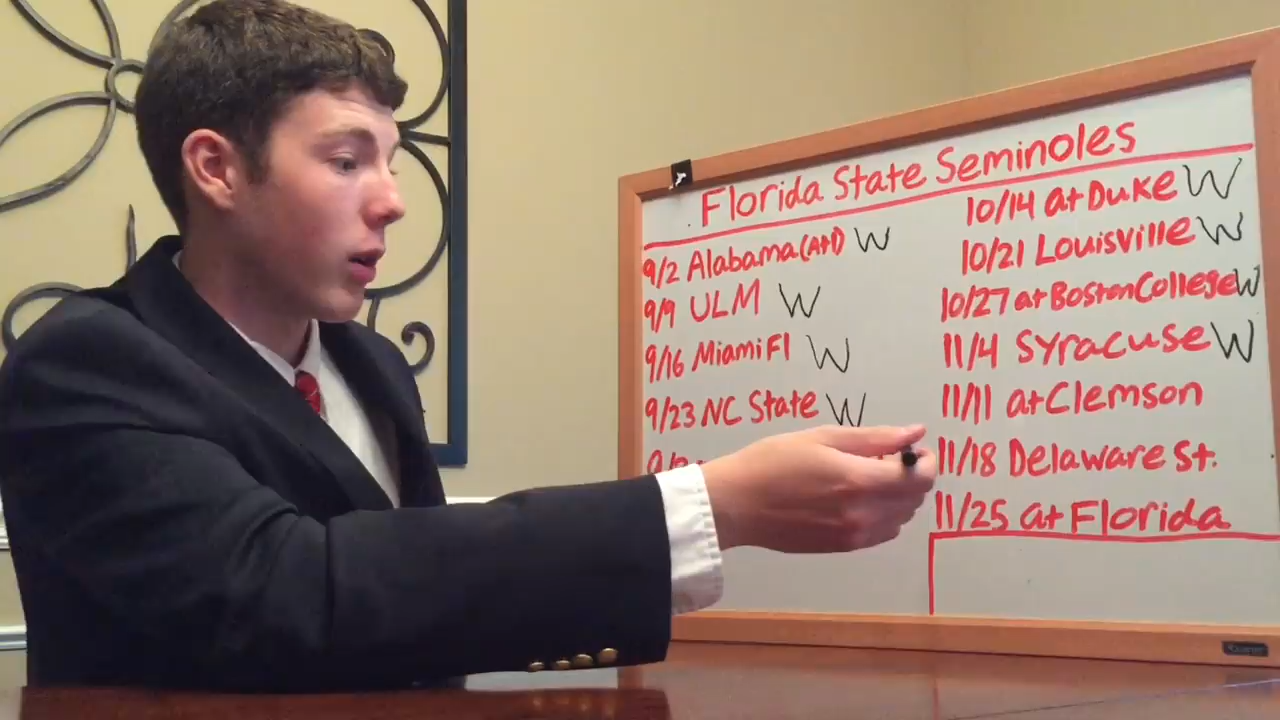 Florida State Seminoles
9/2 Alabama (Atl) W
9/9 ULM W
9/16 Miami Fl W
9/23 NC State W
10/14 at Duke W
10/21 Louisville W
10/27 at Boston College W
11/4 Syracuse W
11/11 at Clemson
11/18 Delaware St.
11/25 at Florida